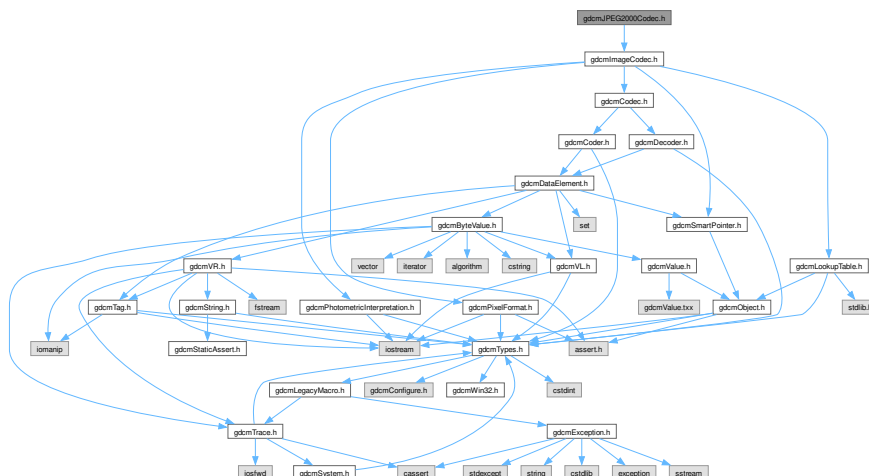 gdcmJPEG2000Codec.h
gdcmImageCodec.h
gdcmCodec.h
gdcmCoder.h
gdcmDecoder.h
gdcmDataElement.h
gdcmByteValue.h
set
gdcmSmartPointer.h
gdcmVR.h
vector
iterator
algorithm
cstring
gdcmVL.h
gdcmValue.h
gdcmLookupTable.h
gdcmTag.h
gdcmString.h
fstream
gdcmPhotometricInterpretation.h
gdcmPixelFormat.h
gdcmValue.txx
gdcmObject.h
stdlib.h
iomanip
gdcmStaticAssert.h
iostream
gdcmTypes.h
assert.h
gdcmLegacyMacro.h
gdcmConfigure.h
gdcmWin32.h
cstdint
gdcmTrace.h
gdcmException.h
iosfwd
gdcmSystem.h
cassert
stdexcept
string
cstdlib
exception
sstream